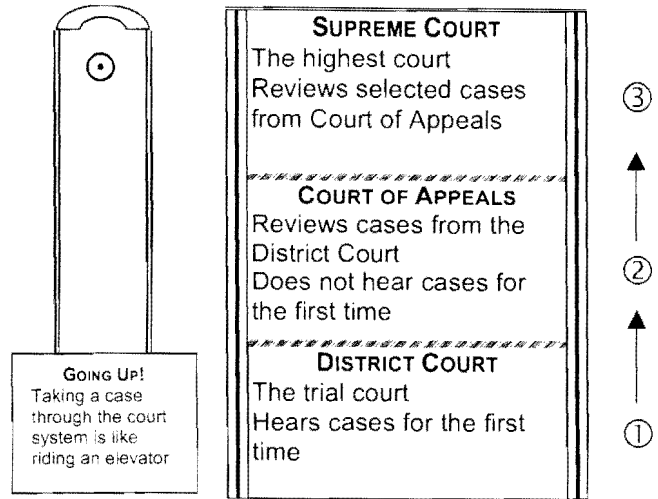 SUPREME COURT
The highest court
Reviews selected cases
from Court of Appeals
③
COURT OF APPEALS
Reviews cases from the
District Court
Does not hear cases for
the first time
②
DISTRICT COURT
The trial court
Hears cases for the first
time
①
GOING UP!
Taking a case
through the court
system is like
riding an elevator